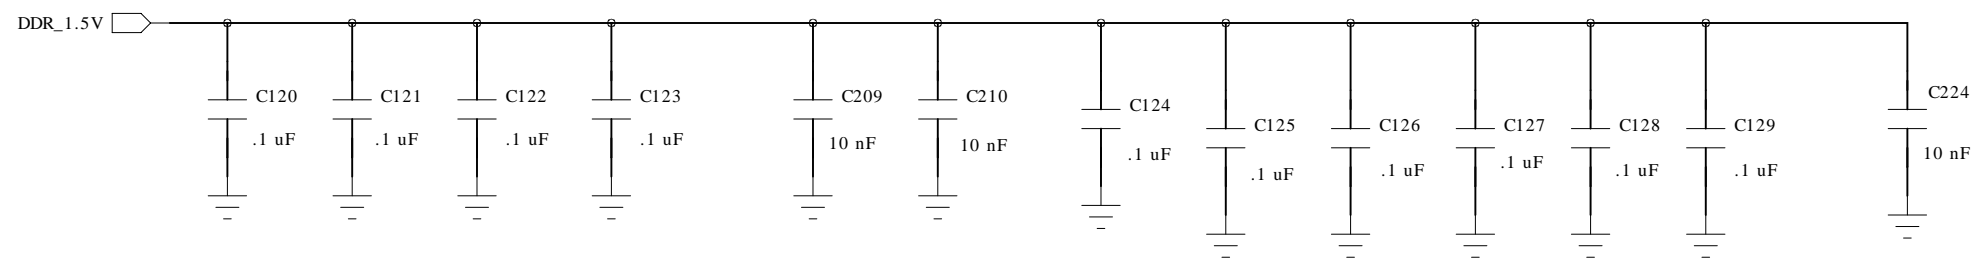 DDR_1.5V
C120
.1 uF
C121
.1 uF
C122
.1 uF
C123
.1 uF
C209
10 nF
C210
10 nF
C124
.1 uF
C125
.1 uF
C126
.1 uF
C127
.1 uF
C128
.1 uF
C129
.1 uF
C224
10 nF